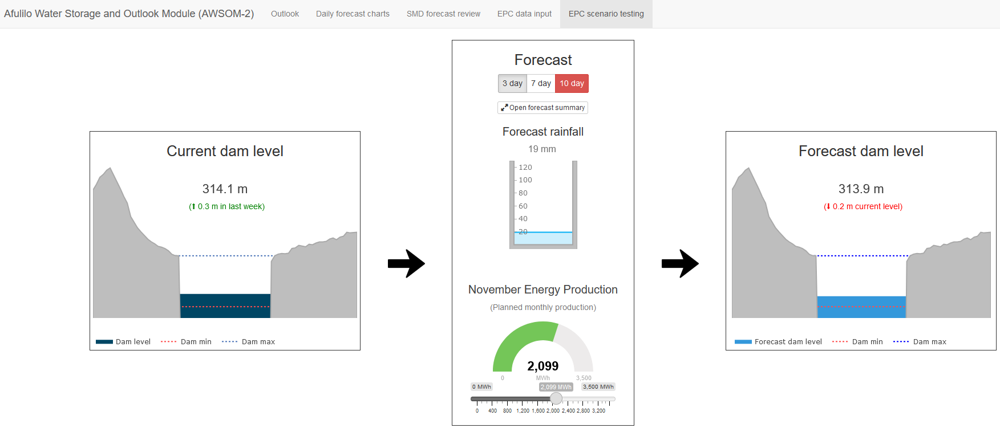 Afulilo Water Storage and Outlook Module (AWSOM-2) Outlook Daily forecast charts SMD forecast review EPC data input EPC scenario testing
Current dam level
314.1 m
(⬆ 0.3 m in last week)
Dam level Dam min Dam max
Forecast
3 day 7 day 10 day
Open forecast summary
Forecast rainfall
19 mm
120
100
80
60
40
20
November Energy Production
(Planned monthly production)
2,099
0 MWh 3,500
0 MWh 2,099 MWh 3,500 MWh
0 400 800 1,200 1,600 2,000 2,400 2,800 3,200
Forecast dam level
313.9 m
(⬇ 0.2 m current level)
Forecast dam level Dam min Dam max